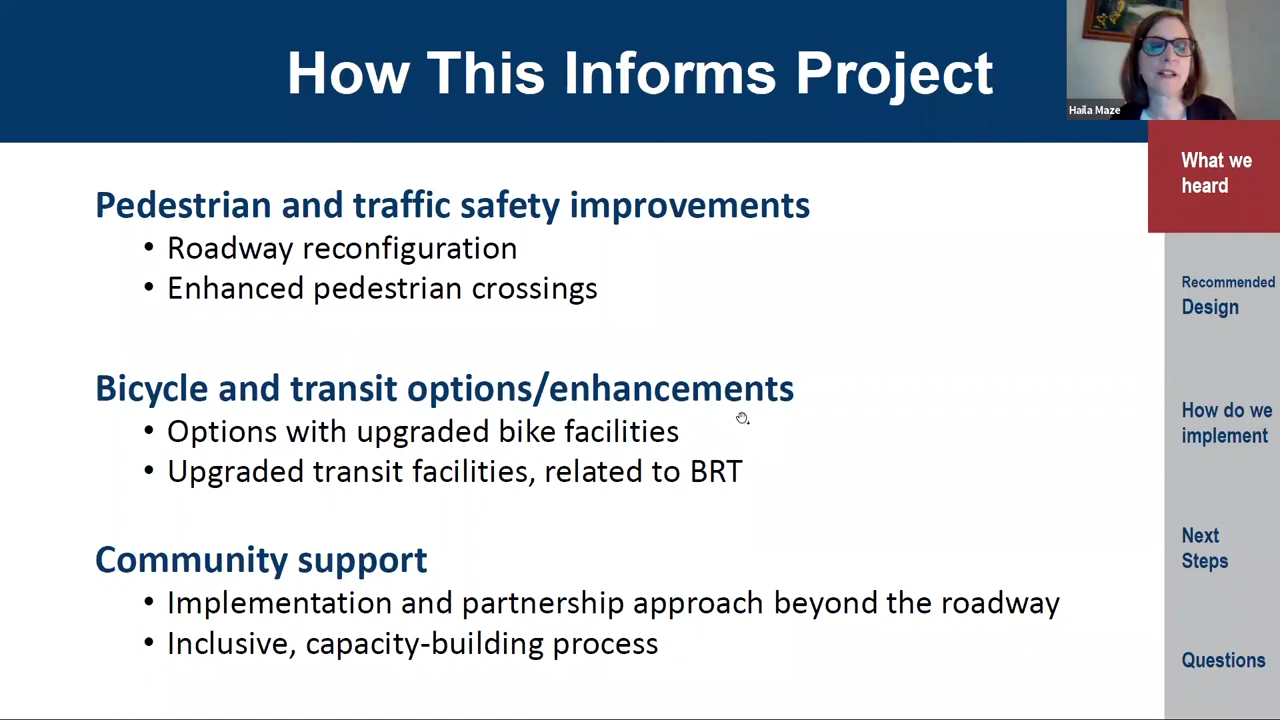 How This Informs Project
Haila Maze
What we
heard
Pedestrian and traffic safety improvements
• Roadway reconfiguration
• Enhanced pedestrian crossings
Recommended
Design
Bicycle and transit options/enhancements
• Options with upgraded bike facilities
• Upgraded transit facilities, related to BRT
How do we
implement
Community support
• Implementation and partnership approach beyond the roadway
• Inclusive, capacity-building process
Next
Steps
Questions